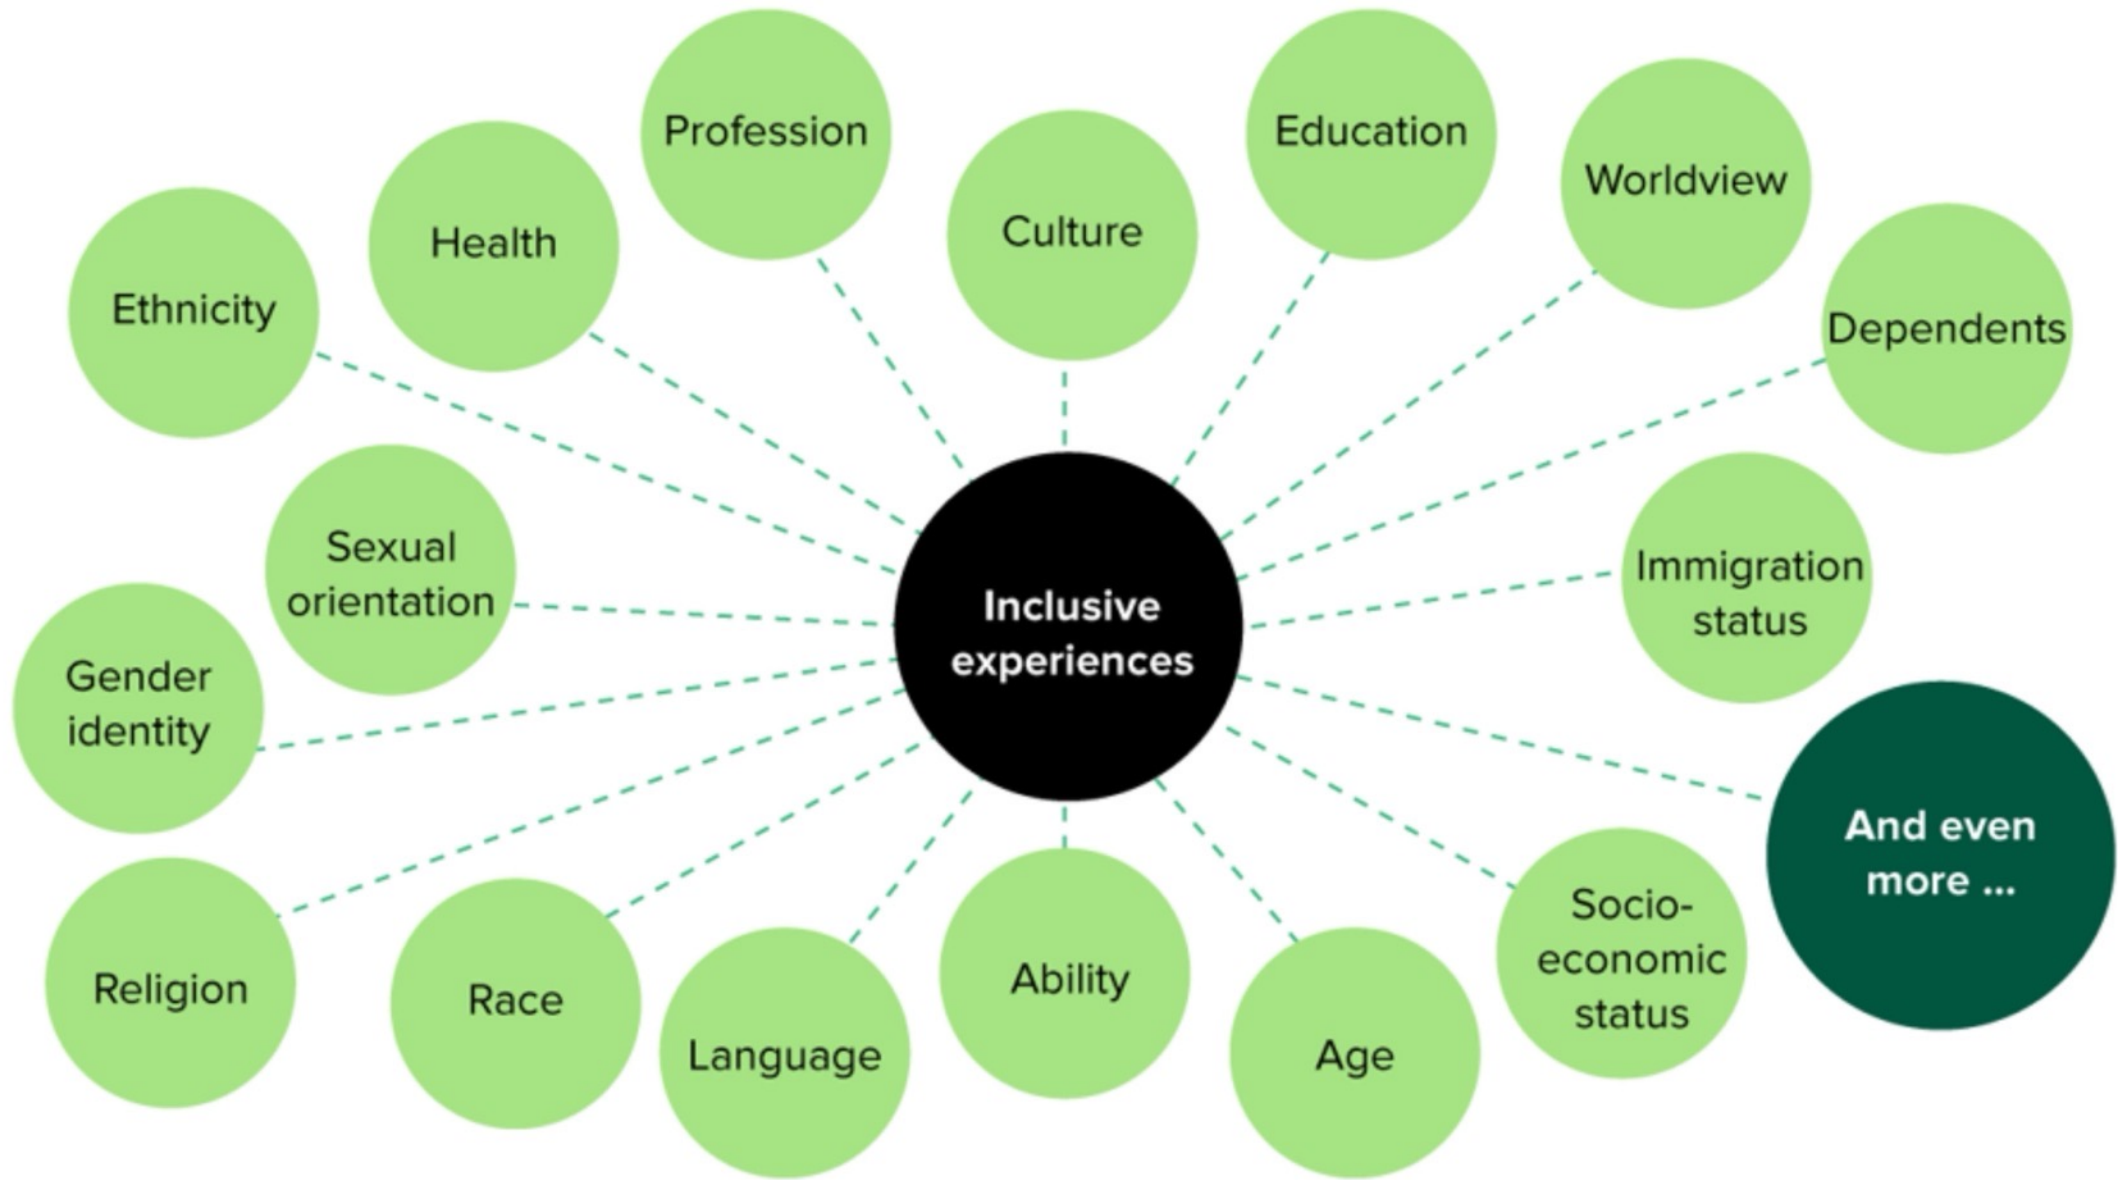 Profession
Education
Worldview
Culture
Health
Ethnicity
Dependents
Sexual
orientation
Immigration
status
Inclusive
experiences
Gender
identity
And even
more ...
Socio-
economic
status
Religion
Race
Ability
Language
Age